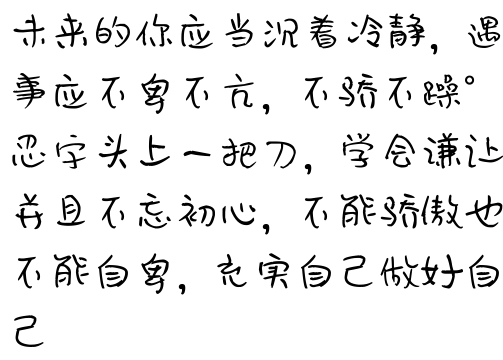 未来的你应当沉着冷静，遇
事应不卑不亢，不骄不躁。
忍字头上一把刀，学会谦让
并且不忘初心，不能骄傲也
不能自卑，充实自己做好自
己